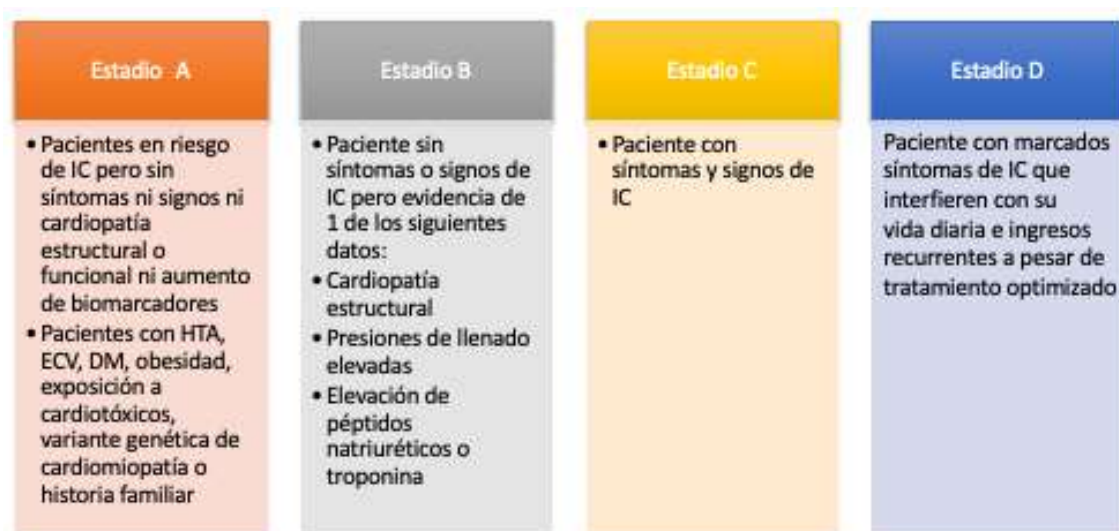 Estadio A
• Pacientes en riesgo
de IC pero sin
síntomas ni signos ni
cardiopatía
estructural o
funcional ni aumento
de biomarcadores
• Pacientes con HTA,
ECV, DM, obesidad,
exposición a
cardiotóxicos,
variante genética de
cardiomiopatía o
historia familiar
Estadio B
• Paciente sin
síntomas o signos de
IC pero evidencia de
1 de los siguientes
datos:
• Cardiopatía
estructural
• Presiones de llenado
elevadas
• Elevación de
péptidos
natriuréticos o
troponina
Estadio C
• Paciente con
síntomas y signos de
IC
Estadio D
Paciente con marcados
síntomas de IC que
interfieren con su
vida diaria e ingresos
recurrentes a pesar de
tratamiento optimizado